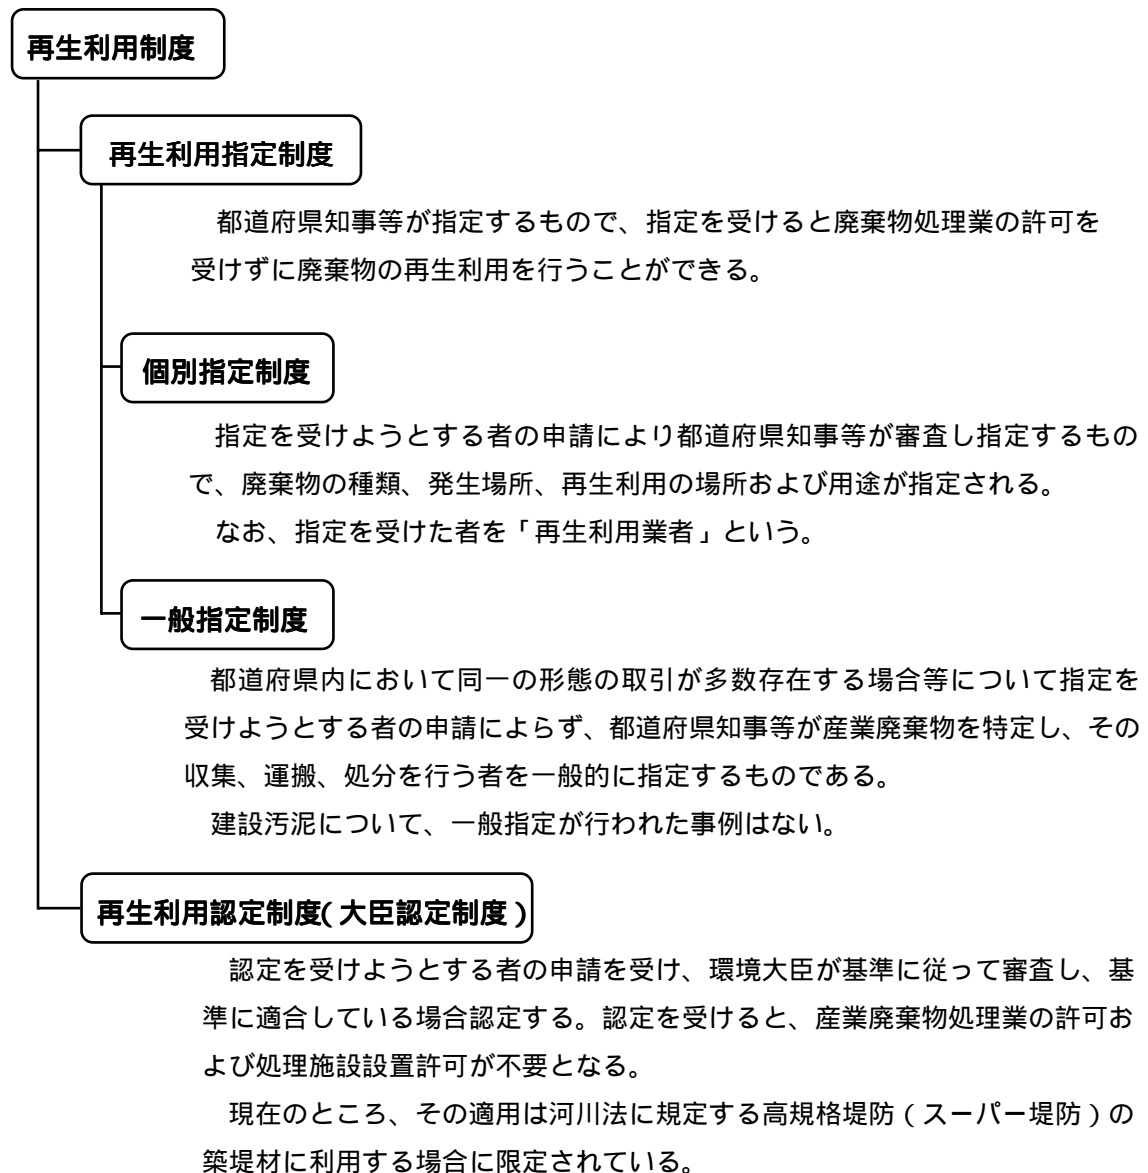 再生利用制度
再生利用指定制度
都道府県知事等が指定するもので、指定を受けると廃棄物処理業の許可を
受けずに廃棄物の再生利用を行うことができる。
個別指定制度
指定を受けようとする者の申請により都道府県知事等が審査し指定するもの
で、廃棄物の種類、発生場所、再生利用の場所および用途が指定される。
なお、指定を受けた者を「再生利用業者」という。
一般指定制度
都道府県内において同一の形態の取引が多数存在する場合等について指定を
受けようとする者の申請によらず、都道府県知事等が産業廃棄物を特定し、その
収集、運搬、処分を行う者を一般的に指定するものである。
建設汚泥について、一般指定が行われた事例はない。
再生利用認定制度(大臣認定制度)
認定を受けようとする者の申請を受け、環境大臣が基準に従って審査し、基
準に適合している場合認定する。認定を受けると、産業廃棄物処理業の許可お
よび処理施設設置許可が不要となる。
現在のところ、その適用は河川法に規定する高規格堤防(スーパー堤防)の
築堤材に利用する場合に限定されている。